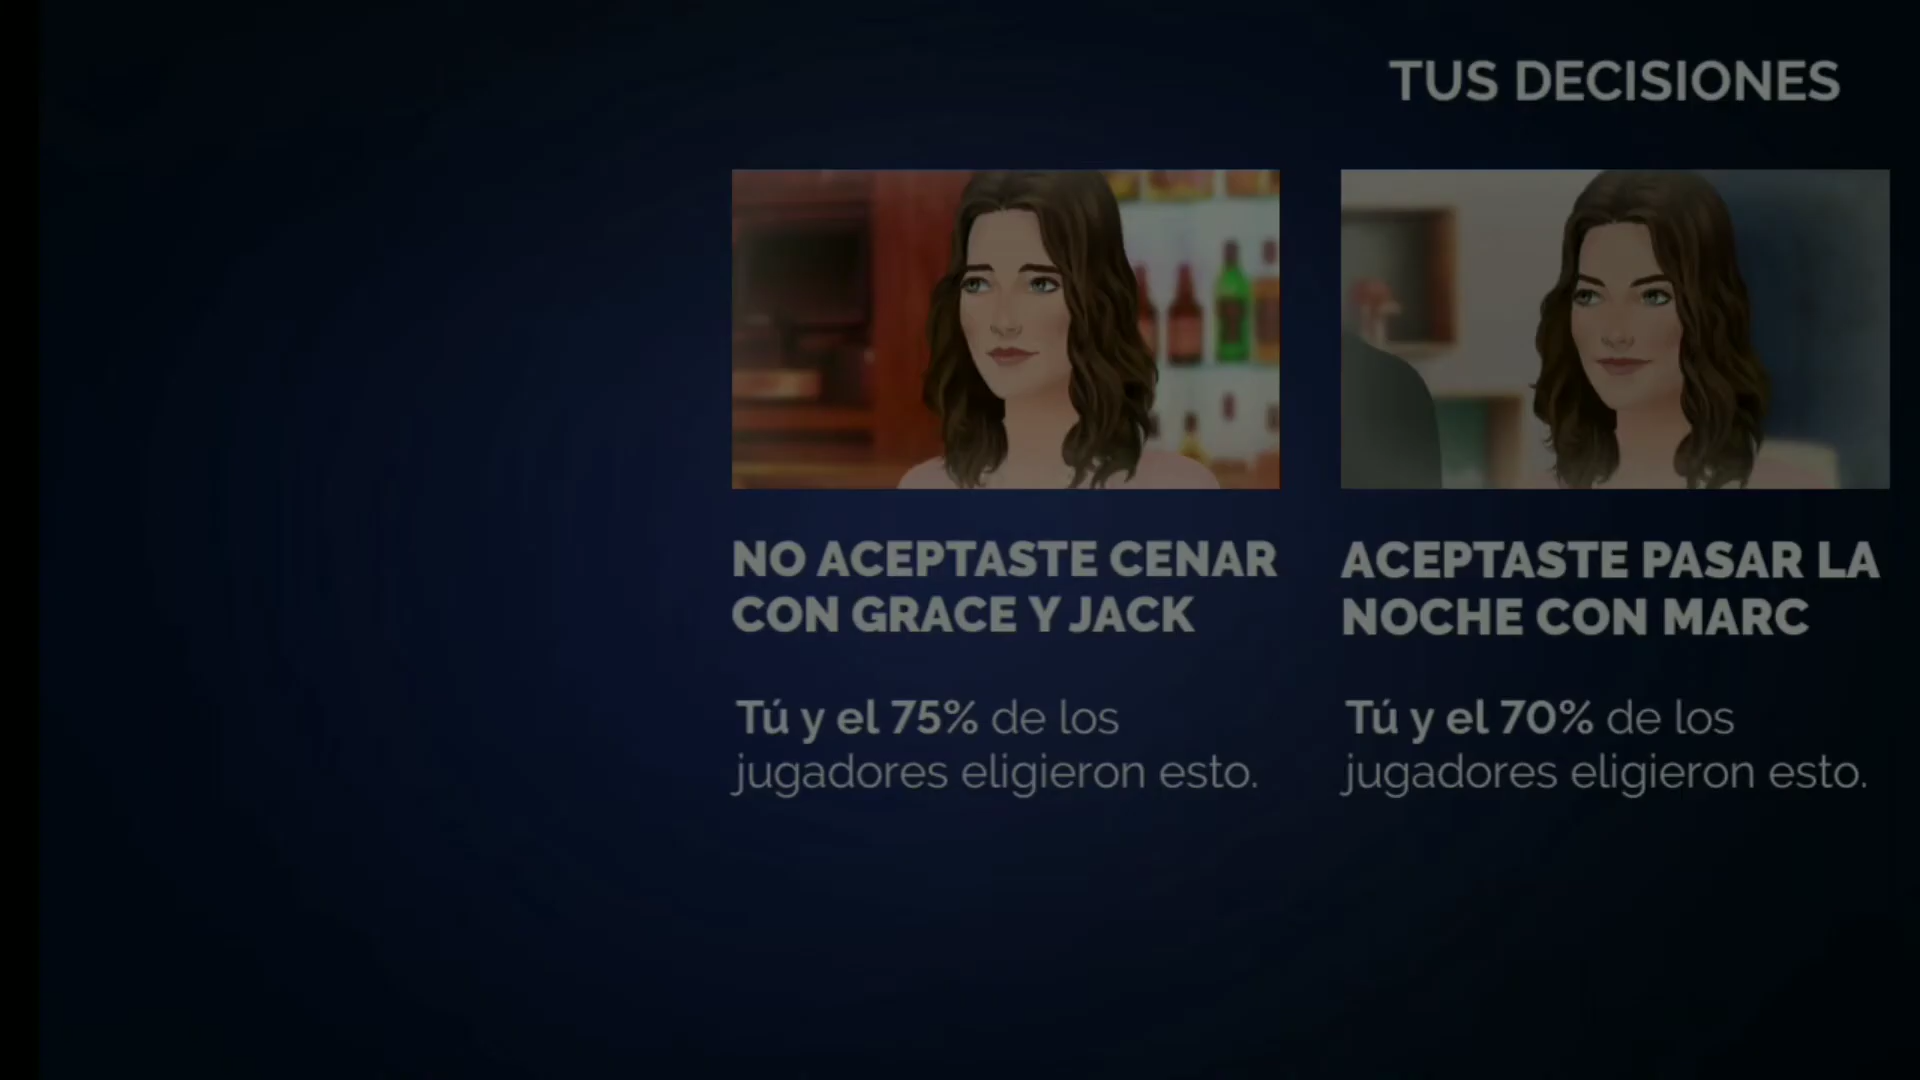 TUS DECISIONES
NO ACEPTASTE CENAR
CON GRACE Y JACK
Tú y el 75% de los
jugadores eligieron esto.
ACEPTASTE PASAR LA
NOCHE CON MARC
Tú y el 70% de los
jugadores eligieron esto.